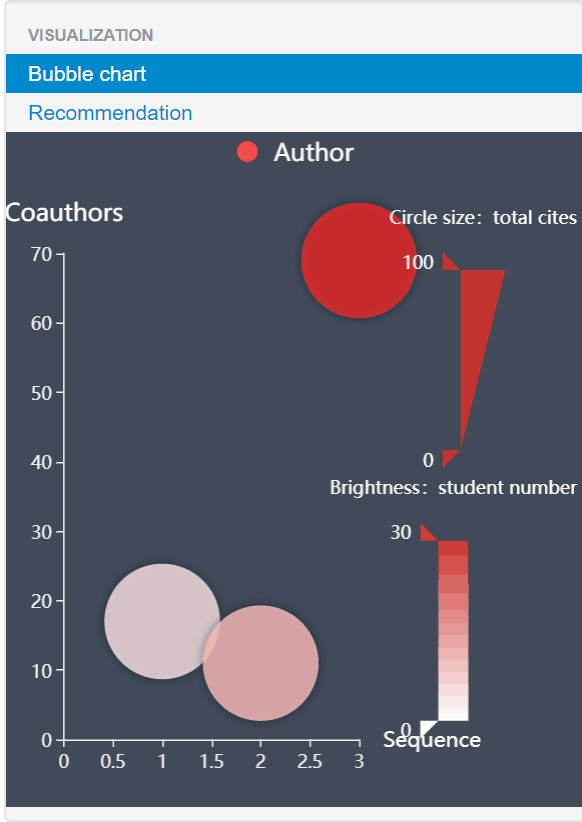 VISUALIZATION
Bubble chart
Recommendation
Author
Coauthors
Circle size: total cites
70
100
60
50
40
0
Brightness: student number
30
30
20
10
0
0
Sequence
0 0.5 1 1.5 2 2.5 3